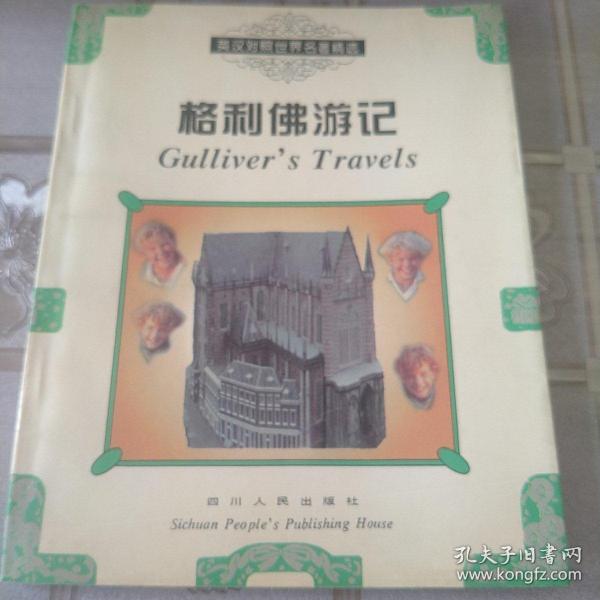 英汉对照世界名著精选
格利佛游记
Gulliver's Travels
四川人民出版社
Sichuan People's Publishing House
孔夫子旧书网
www.kongfz.com